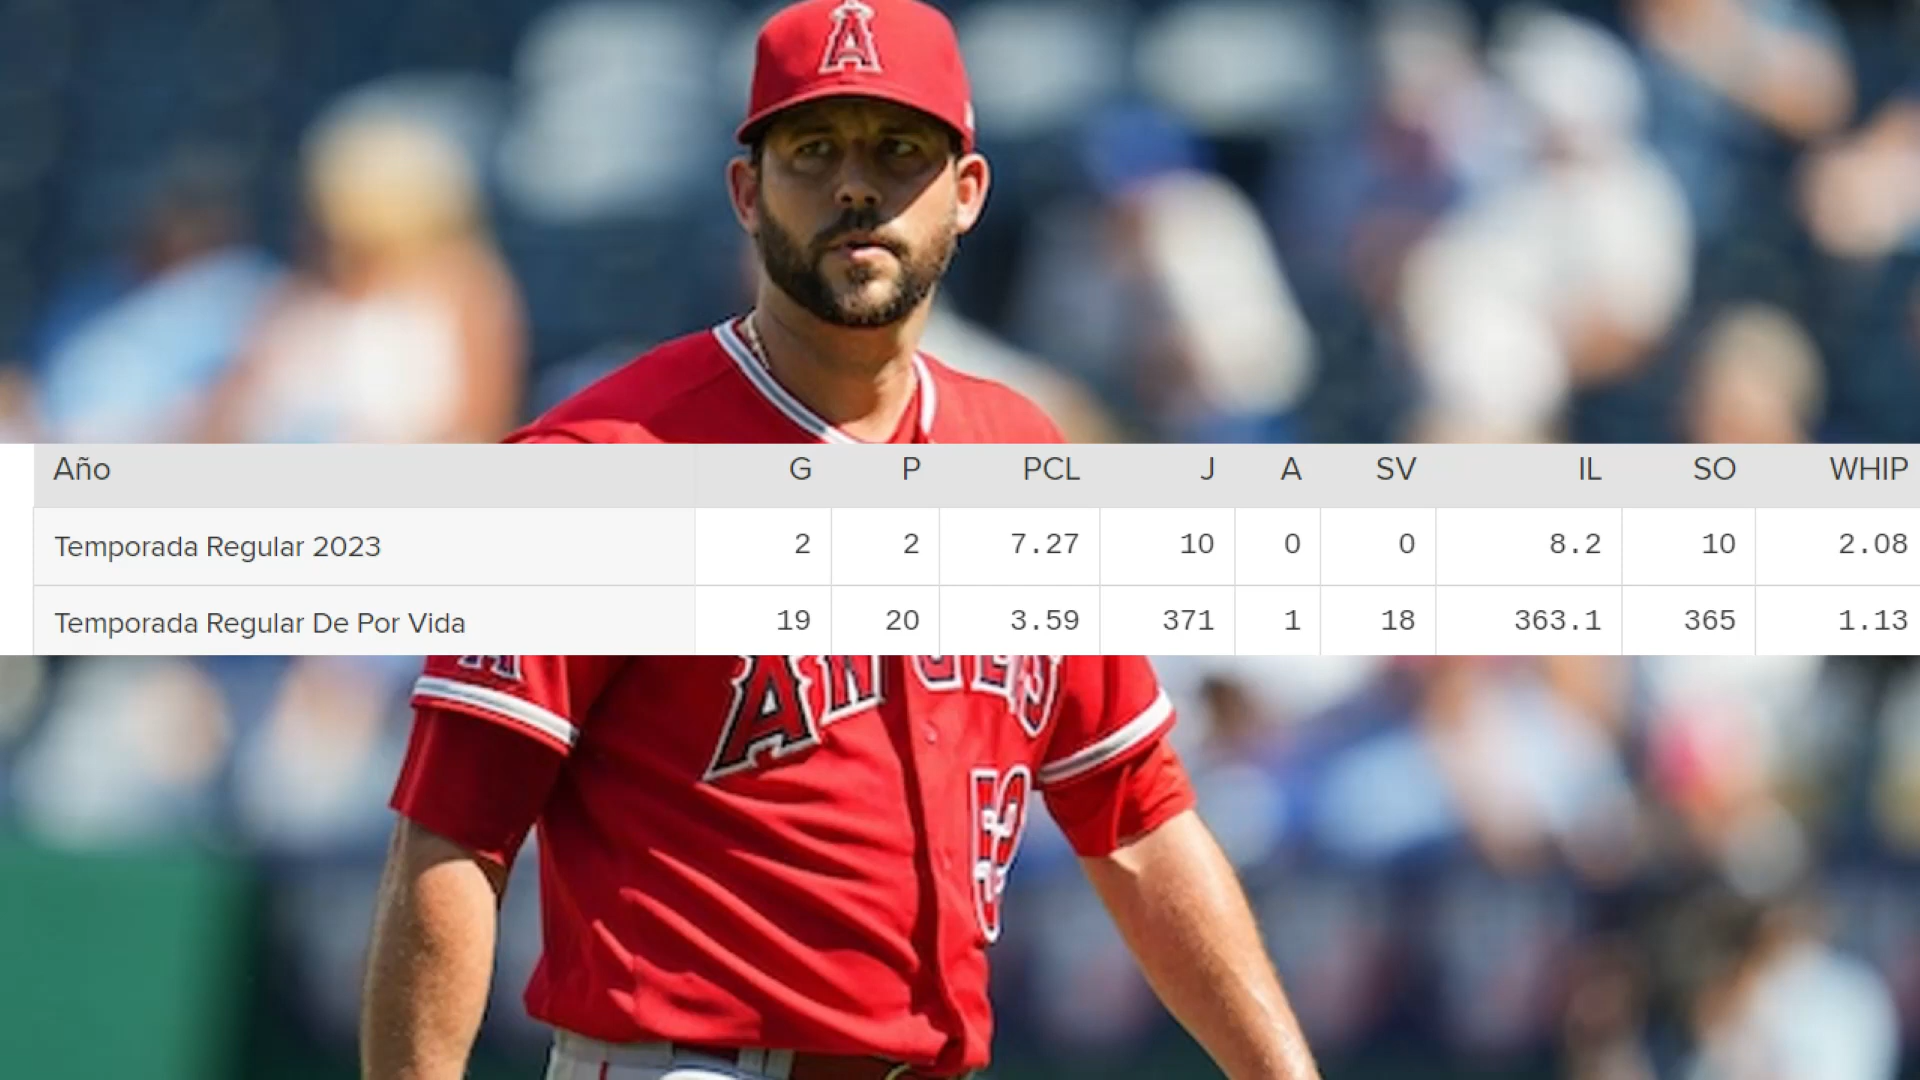 A
Año G P PCL J A SV IL SO WHIP
Temporada Regular 2023 2 2 7.27 10 0 0 8.2 10 2.08
Temporada Regular De Por Vida 19 20 3.59 371 1 18 363.1 365 1.13
A
ANGELS